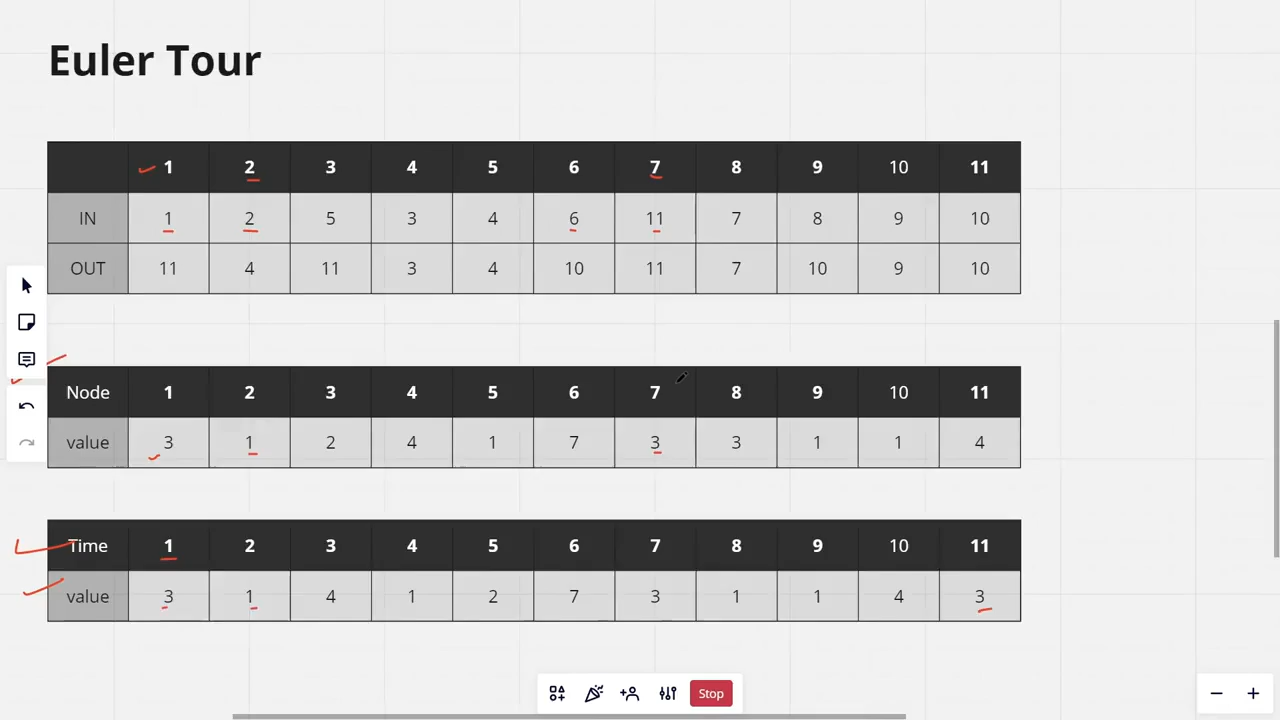 Euler Tour
1 2 3 4 5 6 7 8 9 10 11
IN 1 2 5 3 4 6 11 7 8 9 10
OUT 11 4 11 3 4 10 11 7 10 9 10
Node 1 2 3 4 5 6 7 8 9 10 11
value 3 1 2 4 1 7 3 3 1 1 4
Time 1 2 3 4 5 6 7 8 9 10 11
value 3 1 4 1 2 7 3 1 1 4 3
Stop